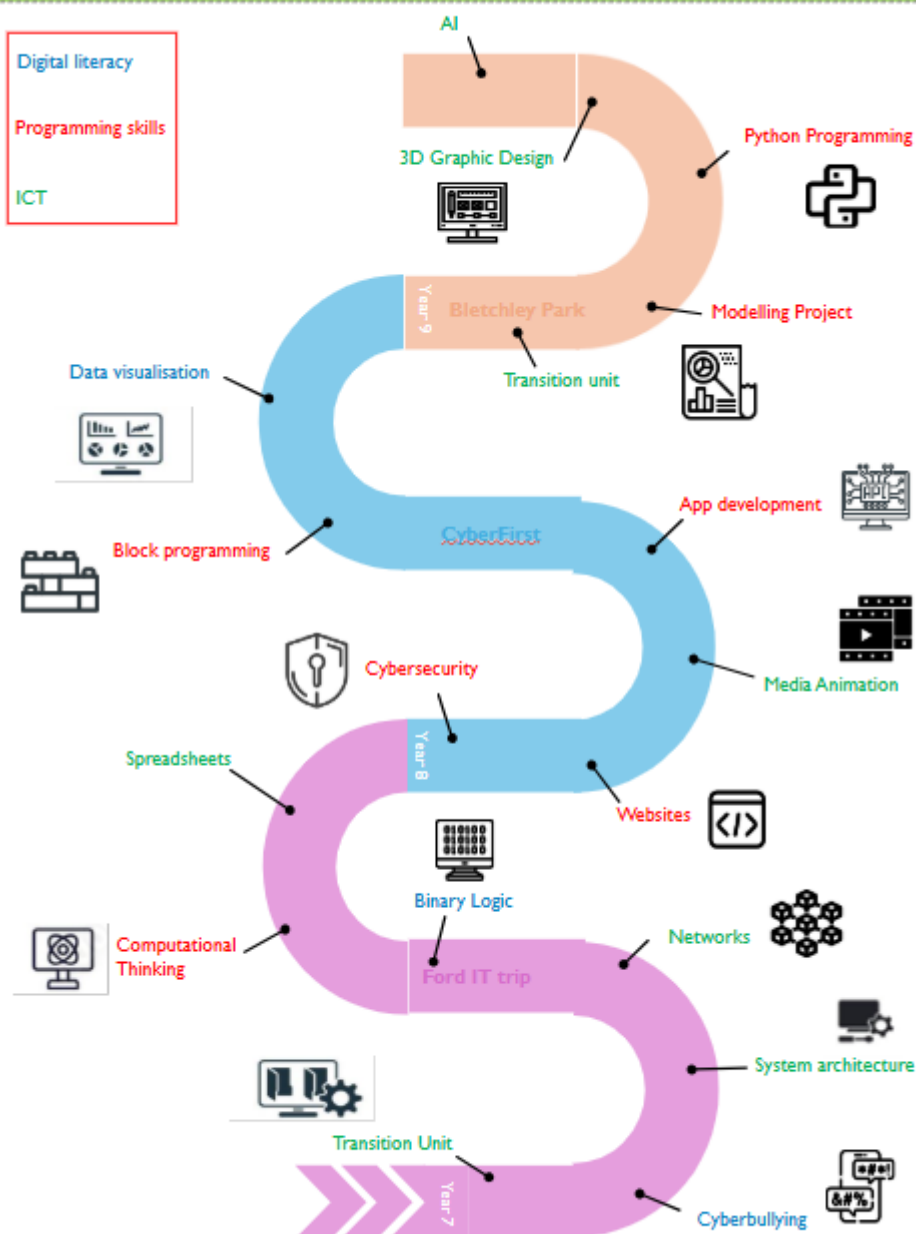 AI
Digital literacy
Programming skills
ICT
Python Programming
3D Graphic Design
Year 9
Bletchley Park
Modelling Project
Transition unit
Data visualisation
App development
API
CyberFirst
Block programming
Cybersecurity
Media Animation
Year 8
Spreadsheets
Websites
</>
010100
Binary Logic
Networks
Computational
Thinking
Ford IT trip
System architecture
Transition Unit
Year 7
*#*!
&#%
Cyberbullying